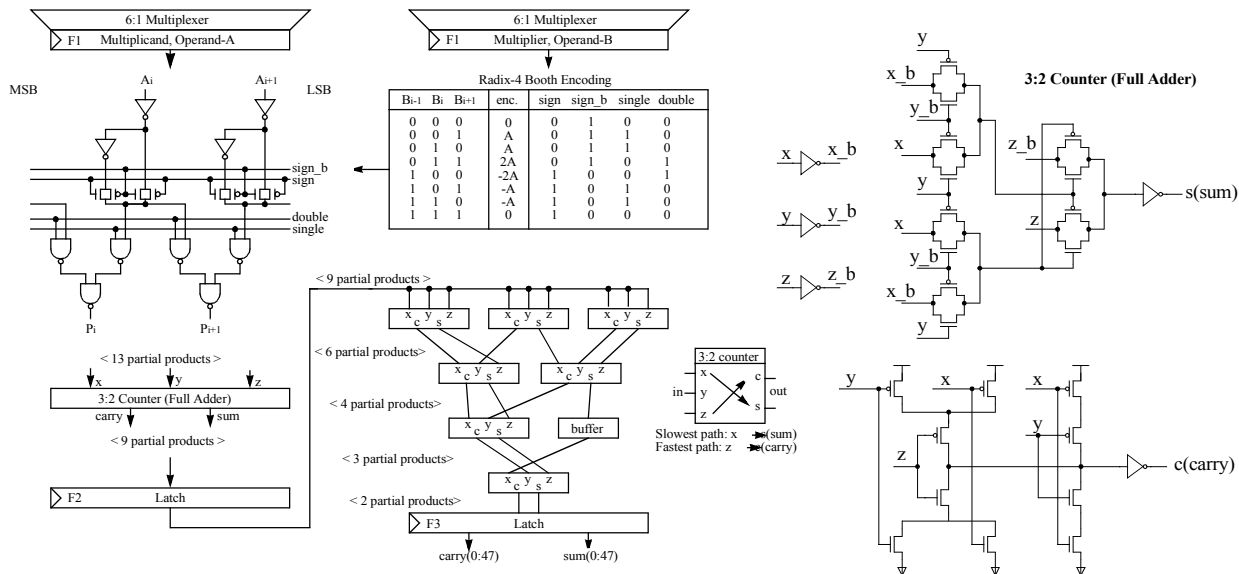 6:1 Multiplexer
F1 Multiplicand, Operand-A
MSB
Ai
Ai+1
LSB
sign_b
sign
double
single
Pi
Pi+1
< 13 partial products >
x y z
3:2 Counter (Full Adder)
carry sum
< 9 partial products >
F2 Latch
6:1 Multiplexer
F1 Multiplier, Operand-B
Radix-4 Booth Encoding
Bi-1 Bi Bi+1 enc. sign sign_b single double
0 0 0 0 0 1 0 0
0 0 1 A 0 1 1 0
0 1 0 A 0 1 1 0
0 1 1 2A 0 1 0 1
1 0 0 -2A 1 0 0 1
1 0 1 -A 1 0 1 0
1 1 0 -A 1 0 1 0
1 1 1 0 1 0 0 0
< 9 partial products >
x y z x y z x y z
c s c s c s
< 6 partial products>
x y z x y z
c s c s
< 4 partial products>
x y z
c s
buffer
< 3 partial products>
x y z
c s
< 2 partial products>
F3 Latch
carry(0:47) sum(0:47)
3:2 counter
x c
in y out
z s
Slowest path: x s(sum)
Fastest path: z c(carry)
x x_b
y y_b
z z_b
3:2 Counter (Full Adder)
y
x_b
y_b
x
y
x
y_b
x_b
y
z_b
z
s(sum)
y x x
y
z
c(carry)